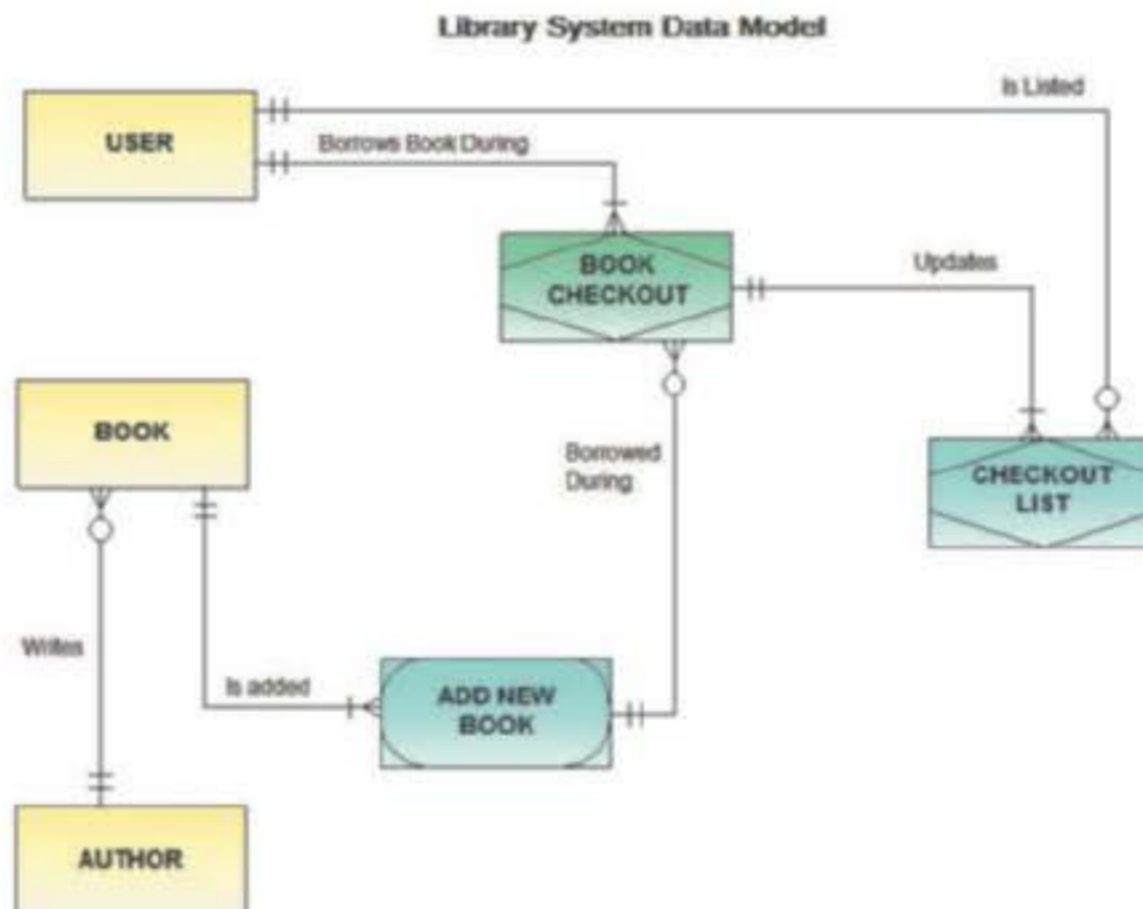 Library System Data Model
Is Listed
USER
Borrows Book During
BOOK
CHECKOUT
Updates
BOOK
Borrowed
During
CHECKOUT
LIST
Writes
Is added
ADD NEW
BOOK
AUTHOR